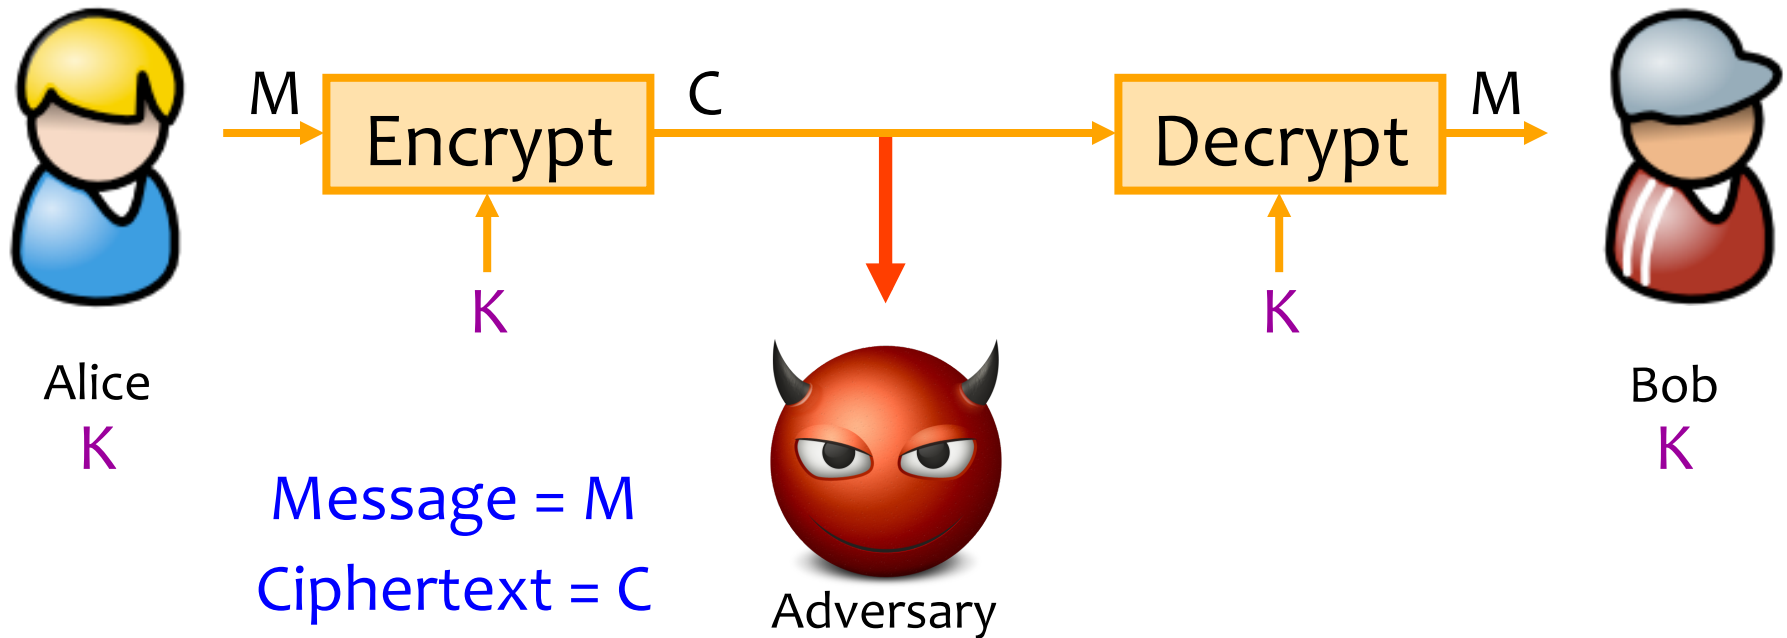 M
Encrypt
C
Decrypt
M
K
K
Alice
K
Bob
K
Message = M
Ciphertext = C
Adversary